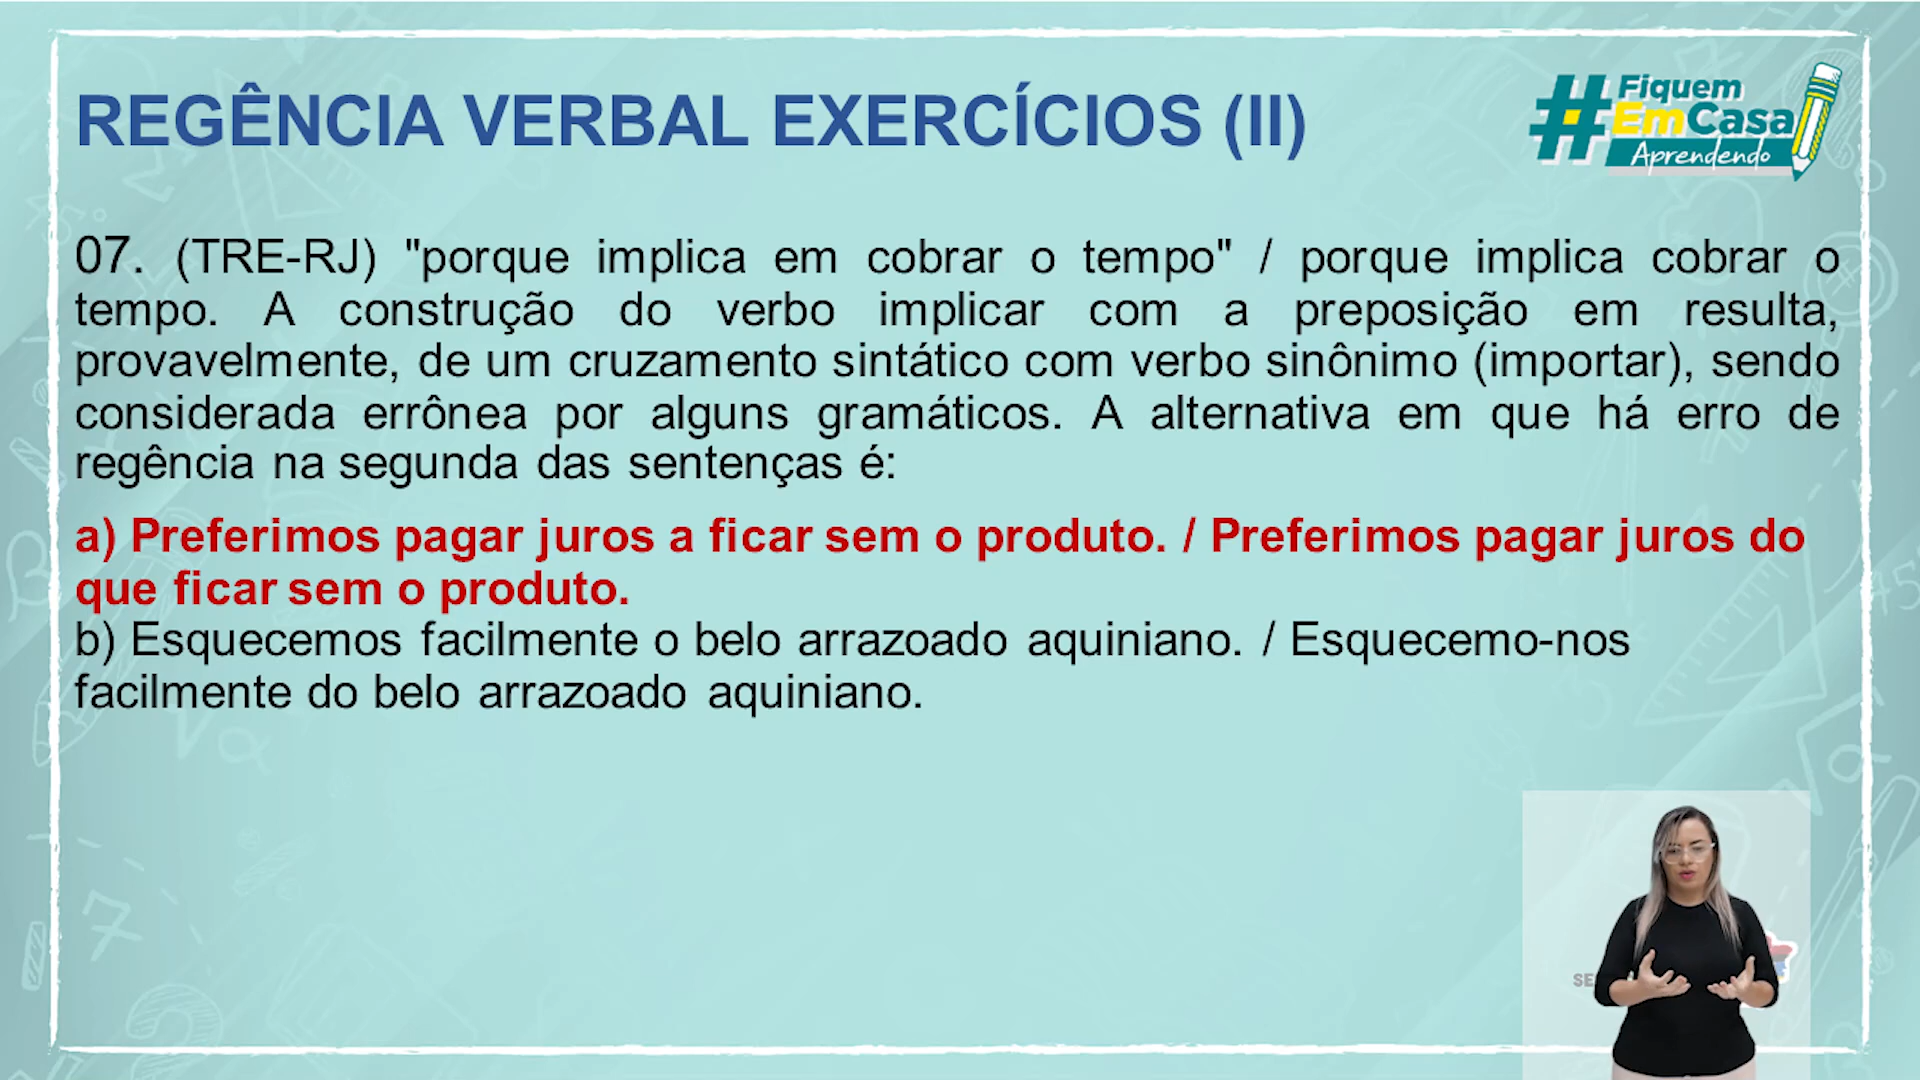 REGÊNCIA VERBAL EXERCÍCIOS (II)
#Fiquem
EmCasa
Aprendendo
07. (TRE-RJ) "porque implica em cobrar o tempo" / porque implica cobrar o
tempo. A construção do verbo implicar com a preposição em resulta,
provavelmente, de um cruzamento sintático com verbo sinônimo (importar), sendo
considerada errônea por alguns gramáticos. A alternativa em que há erro de
regência na segunda das sentenças é:
a) Preferimos pagar juros a ficar sem o produto. / Preferimos pagar juros do
que ficar sem o produto.
b) Esquecemos facilmente o belo arrazoado aquiniano. / Esquecemo-nos
facilmente do belo arrazoado aquiniano.